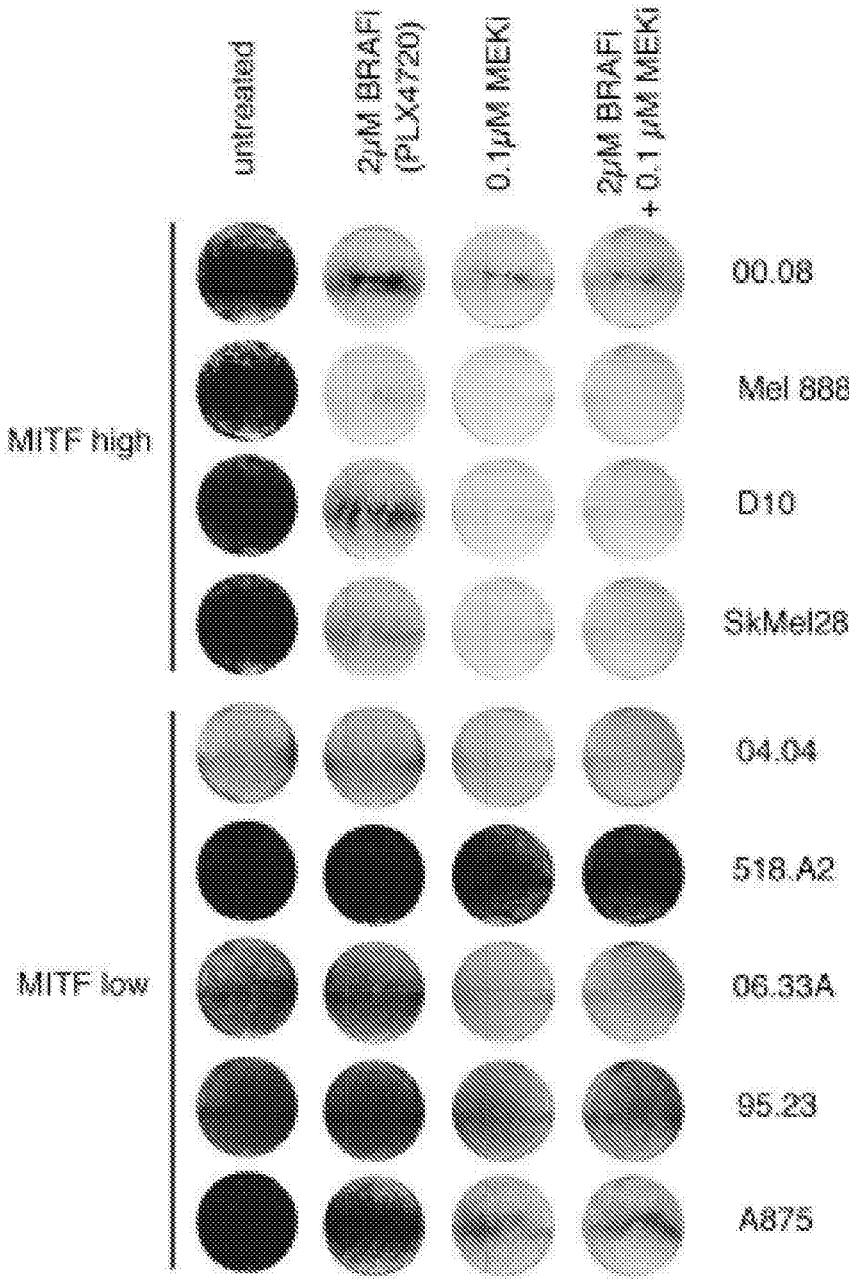 untreated
2µM BRAFi
(PLX4720)
0.1µM MEKi
2µM BRAFi
+ 0.1 µM MEKi
MITF high
00.08
Mel 888
D10
SkMel28
MITF low
04.04
518.A2
06.33A
95.23
A875